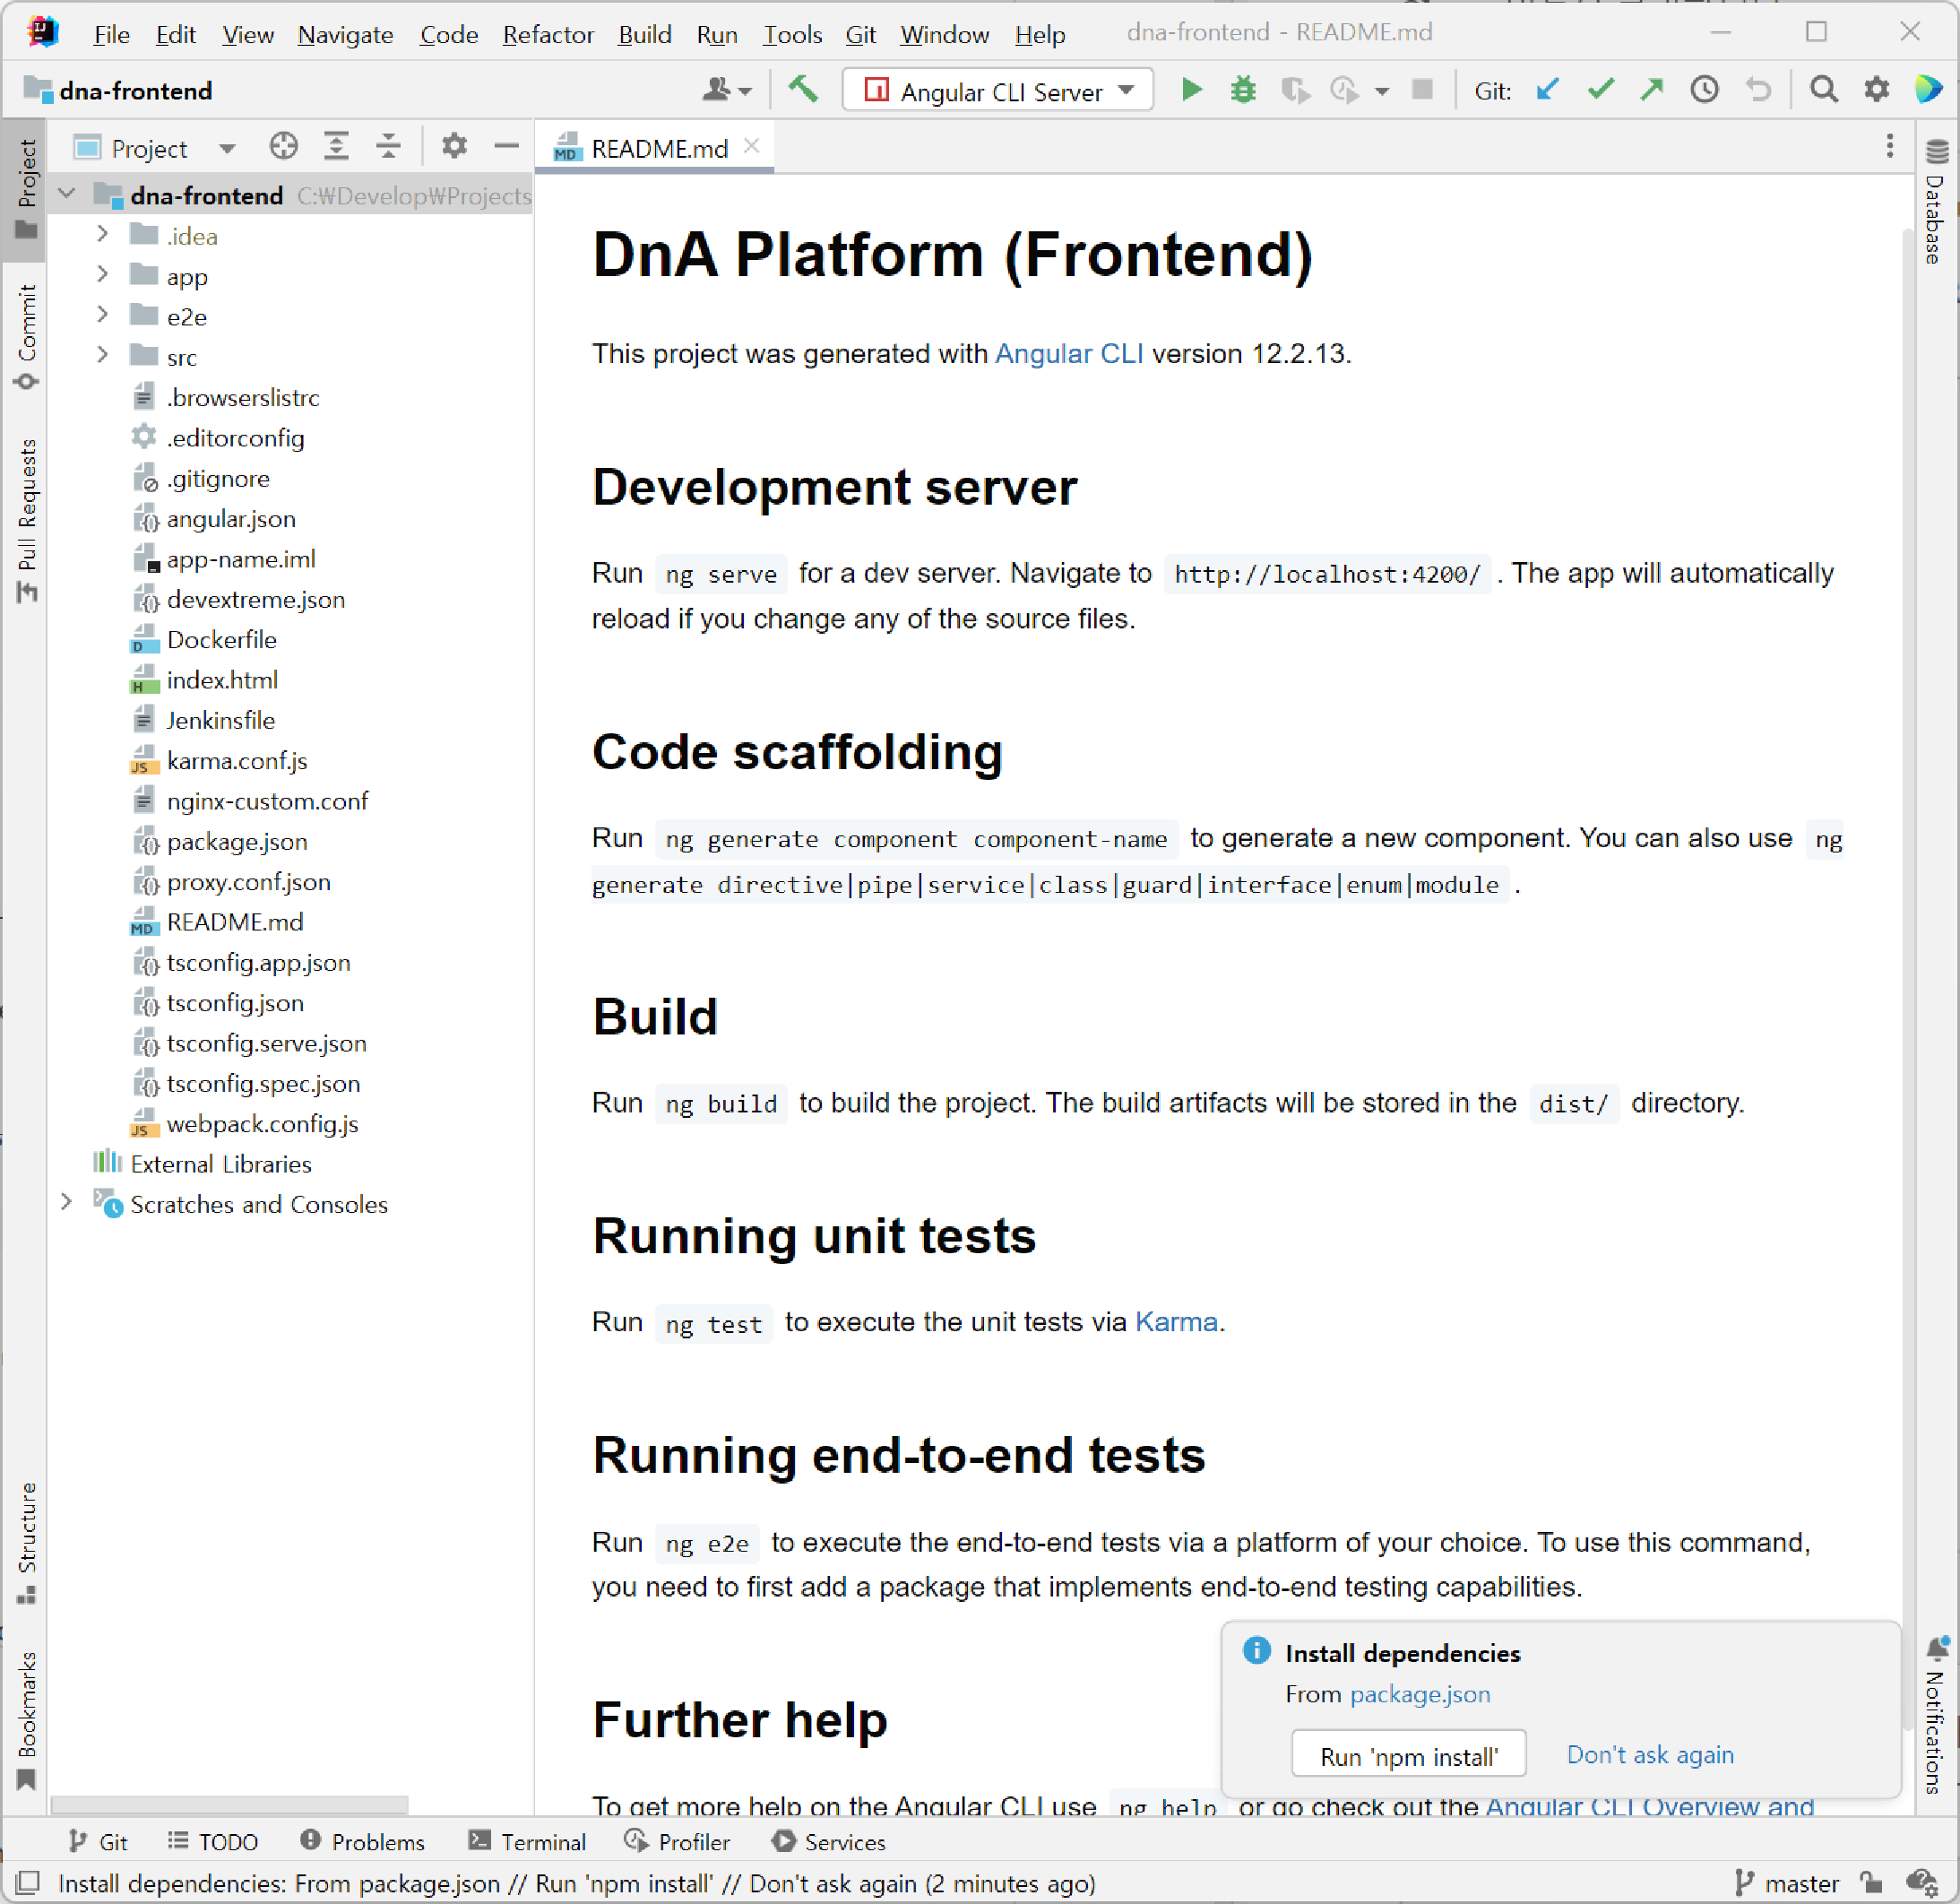 File Edit View Navigate Code Refactor Build Run Tools Git Window Help dna-frontend - README.md
dna-frontend
Angular CLI Server
Git:
Project
Commit
Pull Requests
Structure
Bookmarks
Project
dna-frontend C:₩Develop₩Projects
.idea
app
e2e
src
.browserslistrc
.editorconfig
.gitignore
angular.json
app-name.iml
devextreme.json
Dockerfile
index.html
Jenkinsfile
karma.conf.js
nginx-custom.conf
package.json
proxy.conf.json
README.md
tsconfig.app.json
tsconfig.json
tsconfig.serve.json
tsconfig.spec.json
webpack.config.js
External Libraries
Scratches and Consoles
README.md
DnA Platform (Frontend)
This project was generated with Angular CLI version 12.2.13.
Development server
Run ng serve for a dev server. Navigate to http://localhost:4200/ . The app will automatically
reload if you change any of the source files.
Code scaffolding
Run ng generate component component-name to generate a new component. You can also use ng
generate directive|pipe|service|class|guard|interface|enum|module .
Build
Run ng build to build the project. The build artifacts will be stored in the dist/ directory.
Running unit tests
Run ng test to execute the unit tests via Karma.
Running end-to-end tests
Run ng e2e to execute the end-to-end tests via a platform of your choice. To use this command,
you need to first add a package that implements end-to-end testing capabilities.
Further help
To get more help on the Angular CLI use ng help or go check out the Angular CLI Overview and
Install dependencies
From package.json
Run 'npm install' Don't ask again
Database
Notifications
Git TODO Problems Terminal Profiler Services
Install dependencies: From package.json // Run 'npm install' // Don't ask again (2 minutes ago) master